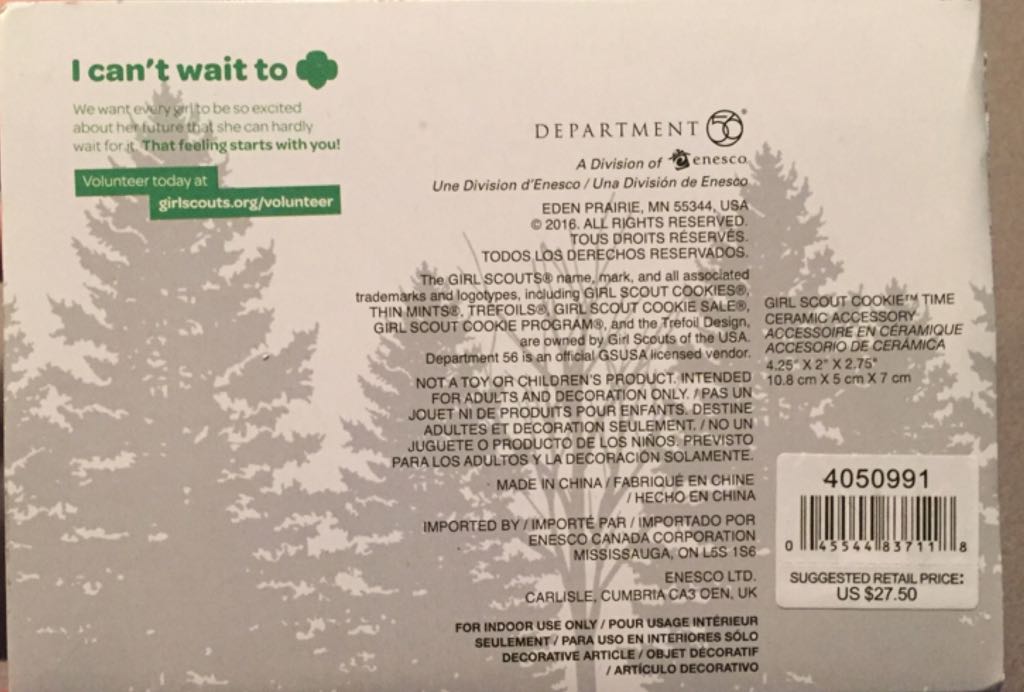 I can't wait to
We want every girl to be so excited
about her future that she can hardly
wait for it. That feeling starts with you!
Volunteer today at
girlscouts.org/volunteer
DEPARTMENT 56®
A Division of enesco
Une Division d'Enesco / Una División de Enesco
EDEN PRAIRIE, MN 55344, USA
© 2016. ALL RIGHTS RESERVED.
TOUS DROITS RÉSERVÉS.
TODOS LOS DERECHOS RESERVADOS.
The GIRL SCOUTS® name, mark, and all associated
trademarks and logotypes, including GIRL SCOUT COOKIES®,
THIN MINTS®, TREFOILS®, GIRL SCOUT COOKIE SALE®,
GIRL SCOUT COOKIE PROGRAM®, and the Trefoil Design,
are owned by Girl Scouts of the USA.
Department 56 is an official GSUSA licensed vendor.
NOT A TOY OR CHILDREN'S PRODUCT. INTENDED
FOR ADULTS AND DECORATION ONLY. / PAS UN
JOUET NI DE PRODUITS POUR ENFANTS. DESTINE
ADULTES ET DECORATION SEULEMENT. / NO UN
JUGUETE O PRODUCTO DE LOS NIÑOS. PREVISTO
PARA LOS ADULTOS Y LA DECORACIÓN SOLAMENTE.
MADE IN CHINA / FABRIQUÉ EN CHINE
/ HECHO EN CHINA
IMPORTED BY / IMPORTÉ PAR / IMPORTADO POR
ENESCO CANADA CORPORATION
MISSISSAUGA, ON L5S 1S6
ENESCO LTD.
CARLISLE, CUMBRIA CA3 OEN, UK
FOR INDOOR USE ONLY / POUR USAGE INTÉRIEUR
SEULEMENT / PARA USO EN INTERIORES SÓLO
DECORATIVE ARTICLE / OBJET DÉCORATIF
/ ARTÍCULO DECORATIVO
GIRL SCOUT COOKIE™ TIME
CERAMIC ACCESSORY
ACCESSOIRE EN CÉRAMIQUE
ACCESORIO DE CERÁMICA
4.25" X 2" X 2.75"
10.8 cm X 5 cm X 7 cm
4050991
0 45544 83711 8
SUGGESTED RETAIL PRICE:
US $27.50